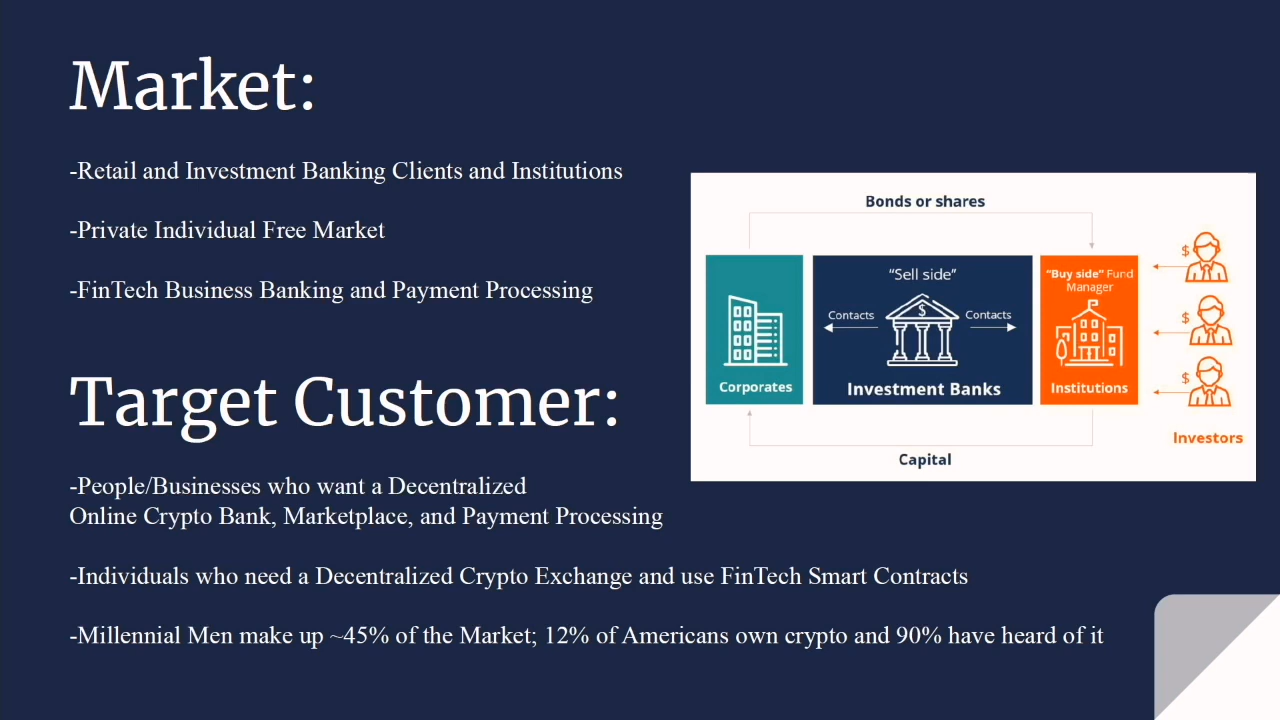 Market:
-Retail and Investment Banking Clients and Institutions
-Private Individual Free Market
-FinTech Business Banking and Payment Processing
Target Customer:
-People/Businesses who want a Decentralized
Online Crypto Bank, Marketplace, and Payment Processing
-Individuals who need a Decentralized Crypto Exchange and use FinTech Smart Contracts
-Millennial Men make up ~45% of the Market; 12% of Americans own crypto and 90% have heard of it
Bonds or shares
Corporates
“Sell side”
Contacts
$
Contacts
Investment Banks
“Buy side” Fund
Manager
Institutions
$
$
$
Investors
Capital